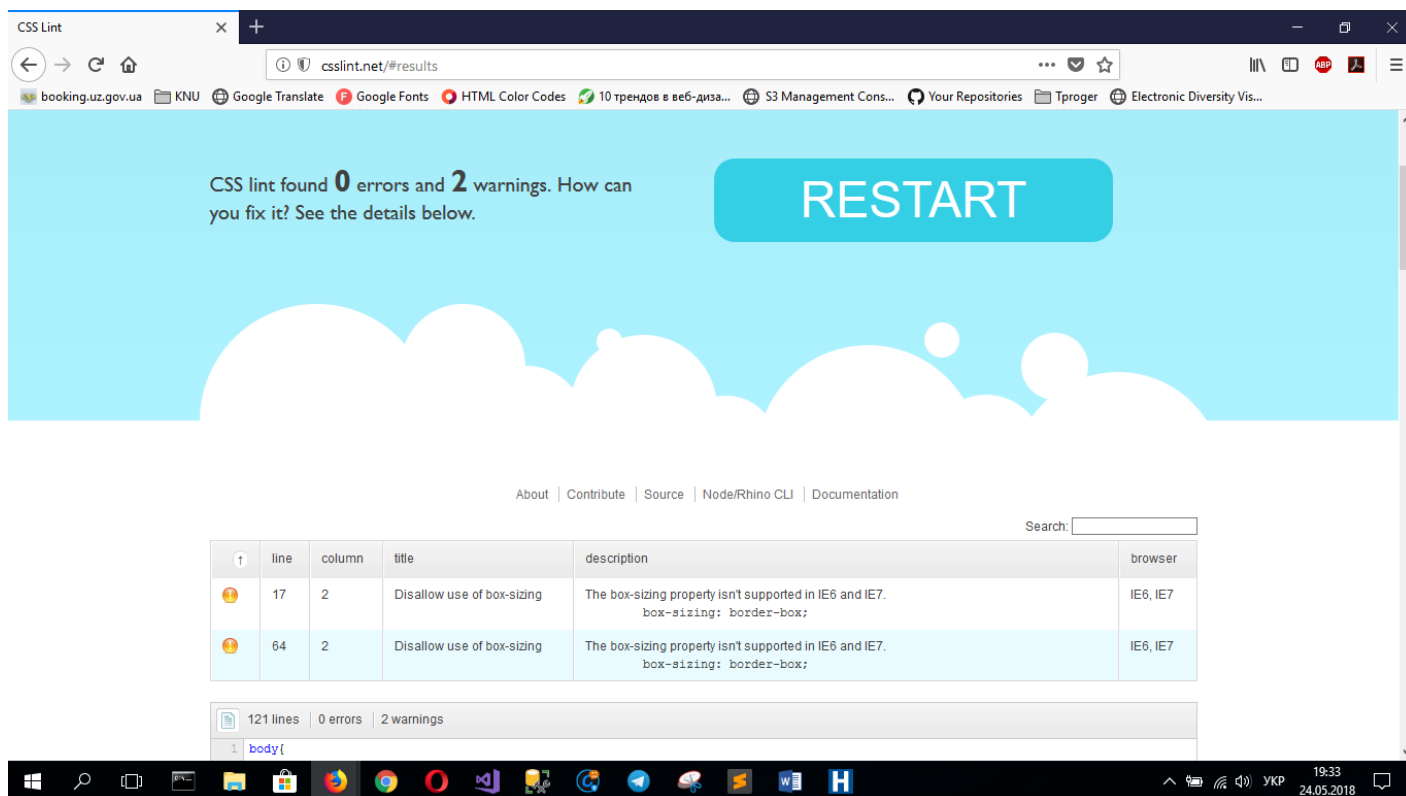 CSS Lint
csslint.net/#results
booking.uz.gov.ua KNU Google Translate Google Fonts HTML Color Codes 10 трендов в веб-диза... S3 Management Cons... Your Repositories Tproger Electronic Diversity Vis...
CSS lint found 0 errors and 2 warnings. How can
you fix it? See the details below.
RESTART
About Contribute Source Node/Rhino CLI Documentation
Search:
line column title description browser
17 2 Disallow use of box-sizing The box-sizing property isn't supported in IE6 and IE7. IE6, IE7
box-sizing: border-box;
64 2 Disallow use of box-sizing The box-sizing property isn't supported in IE6 and IE7. IE6, IE7
box-sizing: border-box;
121 lines 0 errors 2 warnings
1 body{
УКР
19:33
24.05.2018